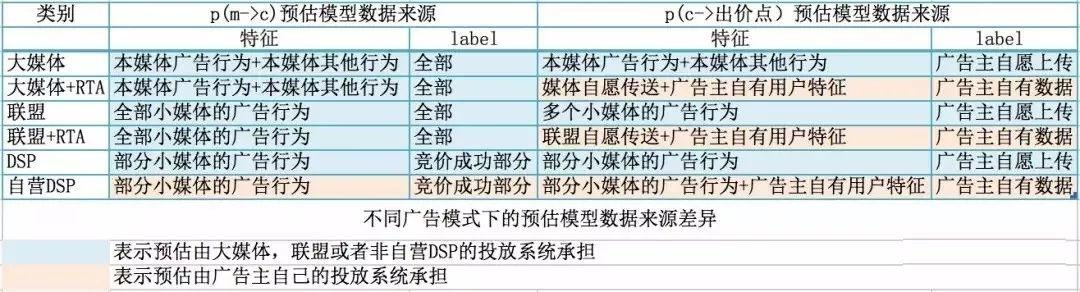 类别 p(m->c)预估模型数据来源 p(c->出价点）预估模型数据来源
特征 label 特征 label
大媒体 本媒体广告行为+本媒体其他行为 全部 本媒体广告行为+本媒体其他行为 广告主自愿上传
大媒体+RTA 本媒体广告行为+本媒体其他行为 全部 媒体自愿传送+广告主自有用户特征 广告主自有数据
联盟 全部小媒体的广告行为 全部 多个小媒体的广告行为 广告主自愿上传
联盟+RTA 全部小媒体的广告行为 全部 联盟自愿传送+广告主自有用户特征 广告主自有数据
DSP 部分小媒体的广告行为 竞价成功部分 部分小媒体的广告行为 广告主自愿上传
自营DSP 部分小媒体的广告行为 竞价成功部分 部分小媒体的广告行为+广告主自有用户特征 广告主自有数据
不同广告模式下的预估模型数据来源差异
表示预估由大媒体，联盟或者非自营DSP的投放系统承担
表示预估由广告主自己的投放系统承担